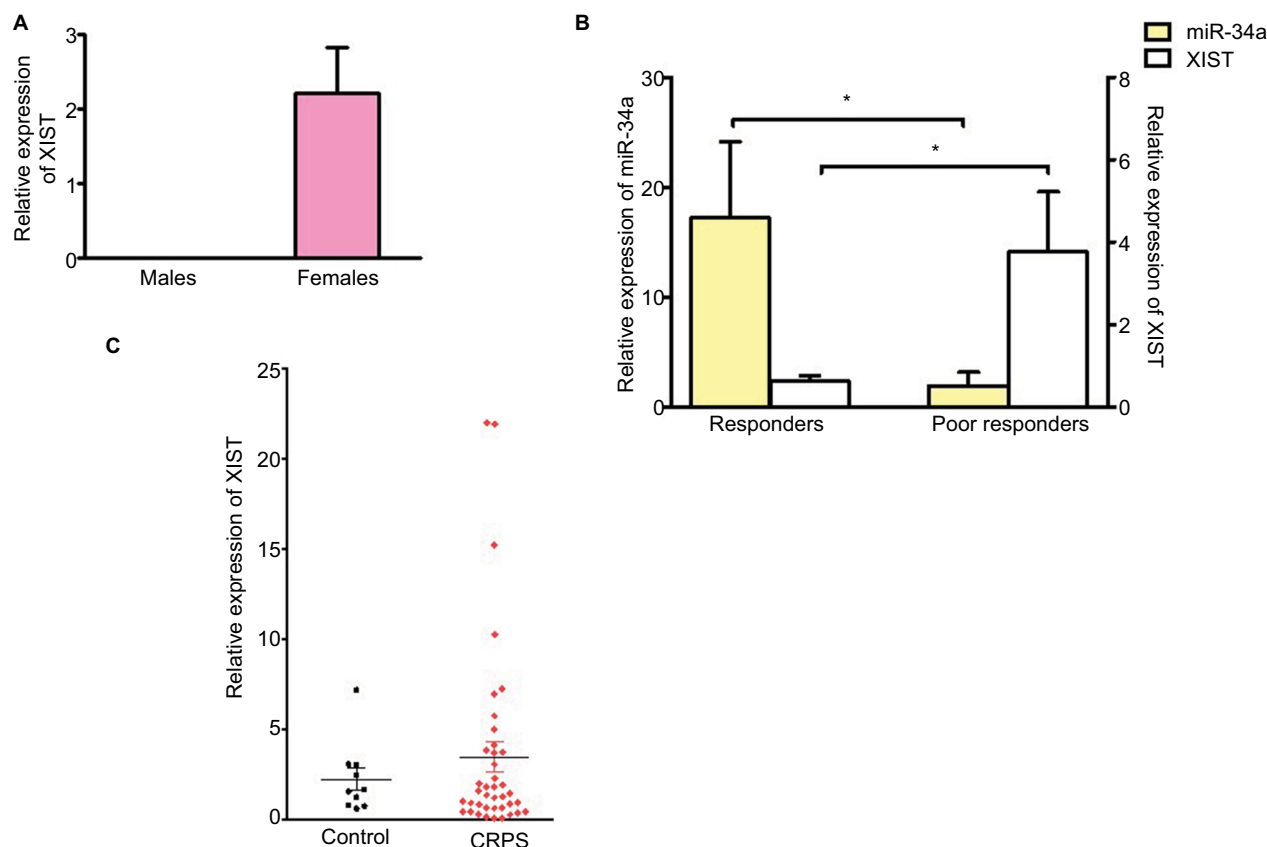 A
Relative expression
of XIST
3
2
1
0
Males
Females
B
miR-34a
XIST
Relative expression of miR-34a
30
20
10
0
*
*
8
6
4
2
0
Relative expression of XIST
Responders
Poor responders
C
Relative expression of XIST
25
20
15
10
5
0
Control
CRPS